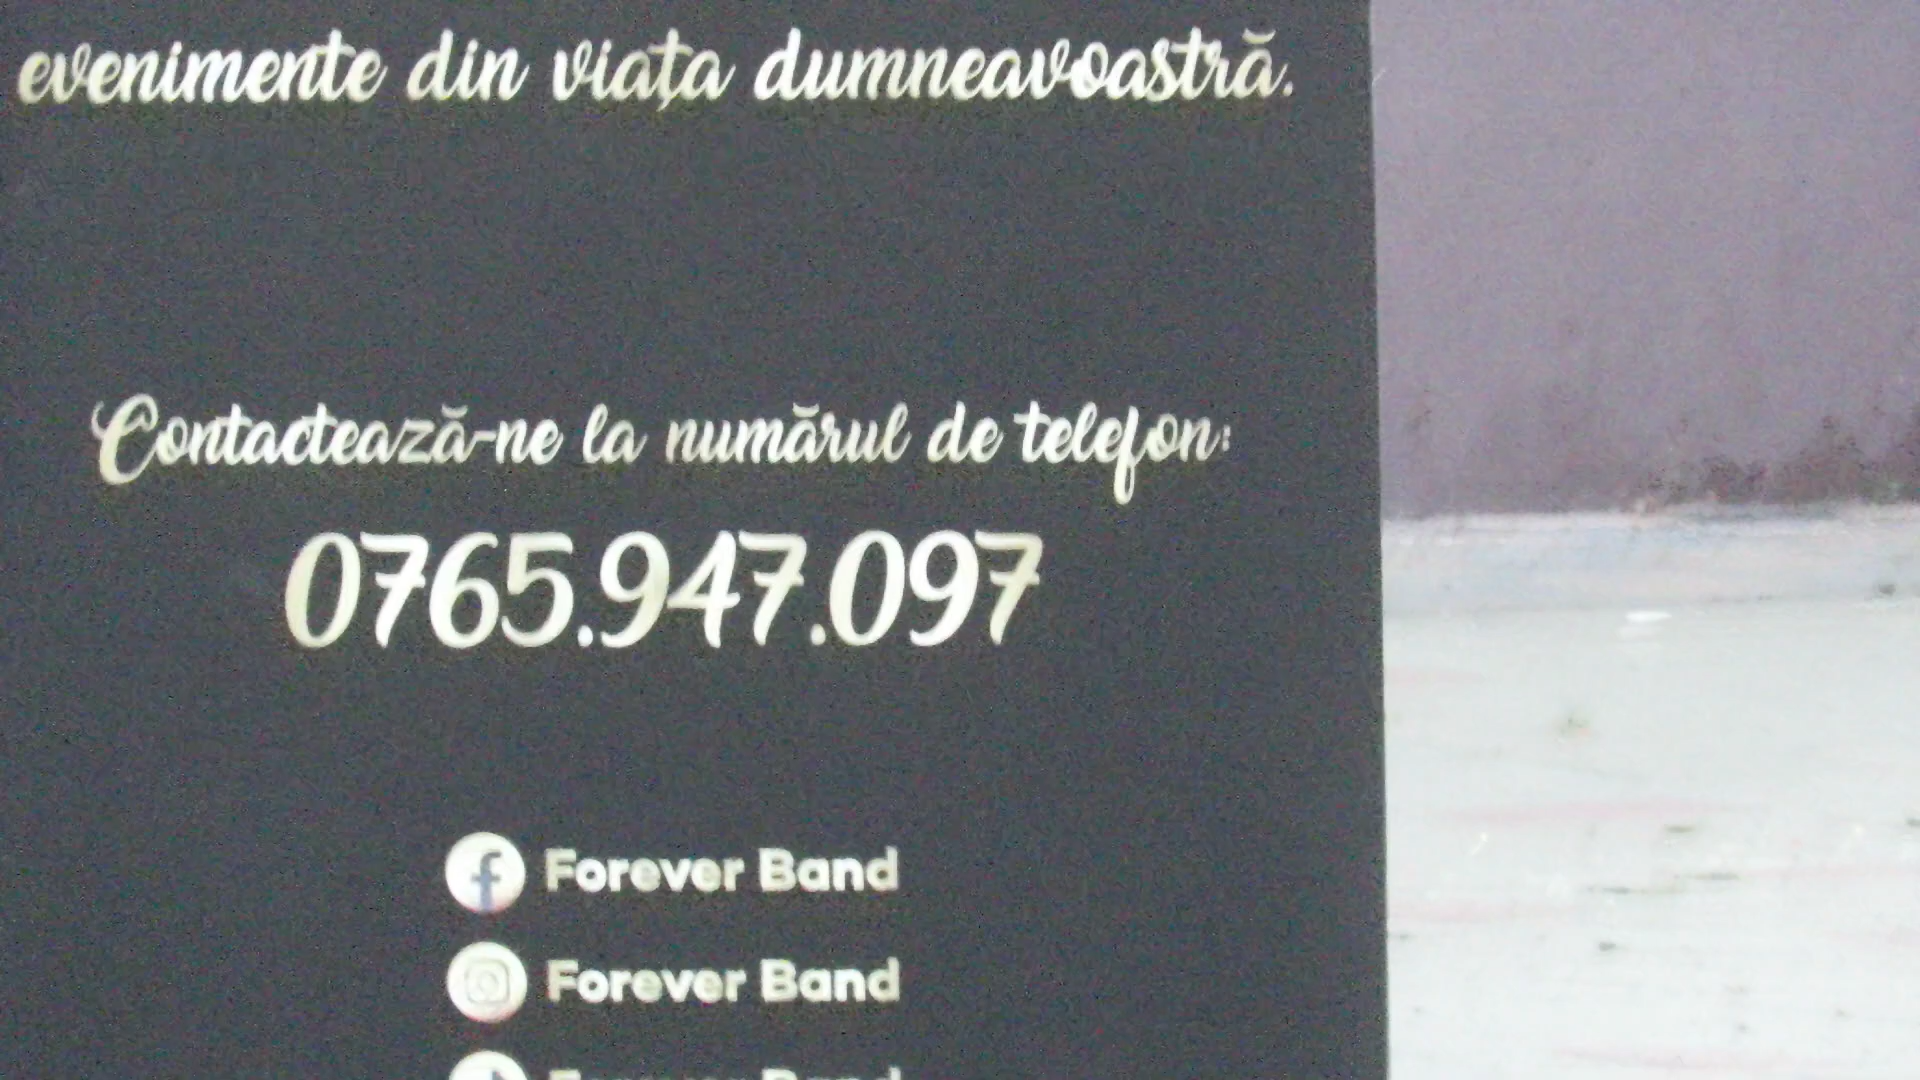 evenimente din viața dumneavoastră.
Contactează-ne la numărul de telefon:
0765.947.097
Forever Band
Forever Band